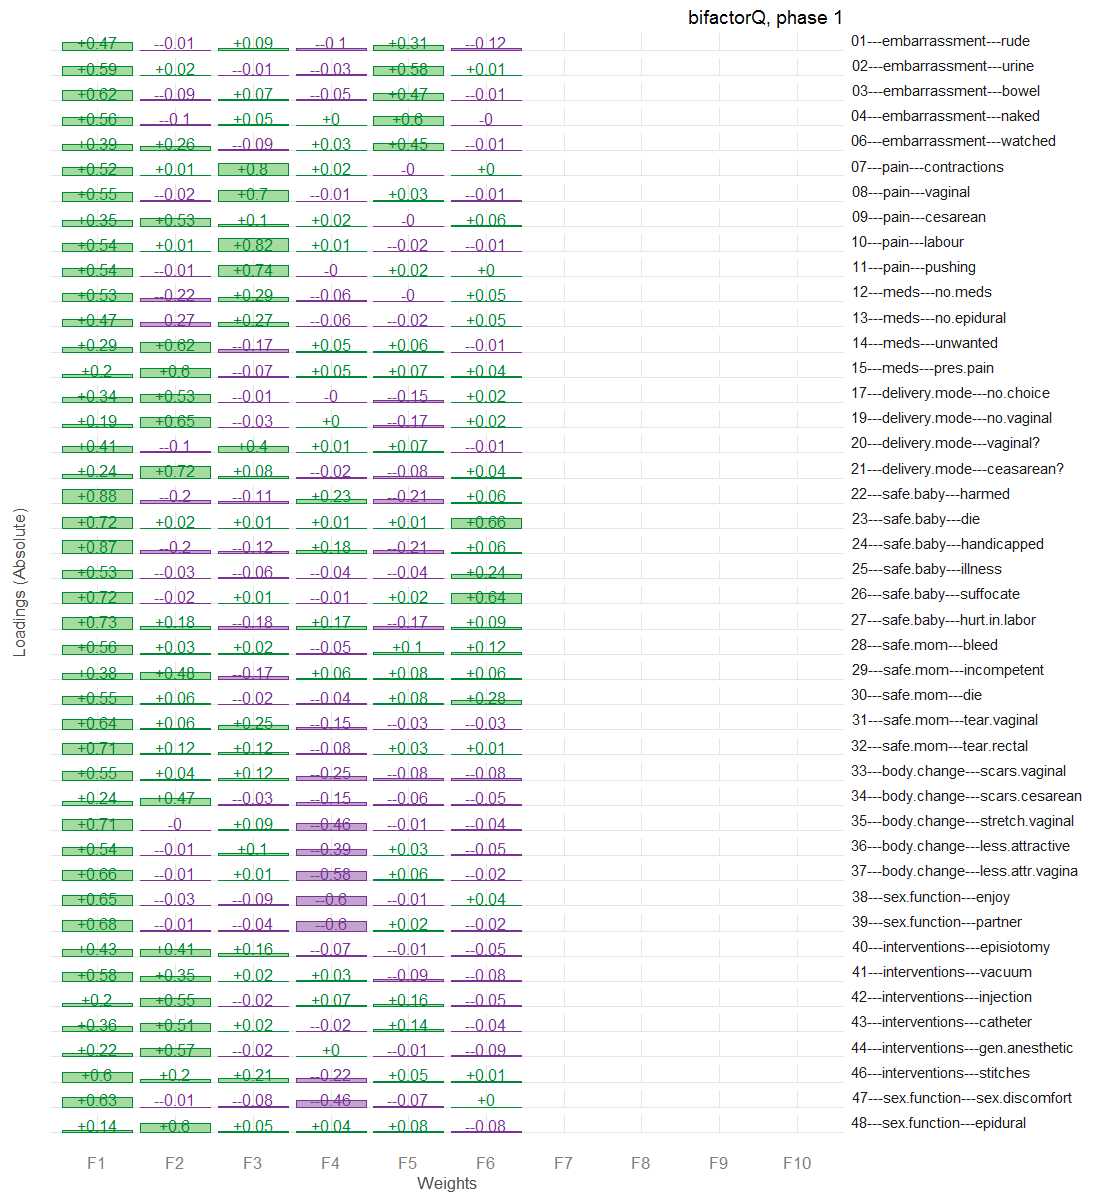 bifactorQ, phase 1
+0.47 --0.01 +0.09 --0.1 +0.31 --0.12 01---embarrassment---rude
+0.59 +0.02 --0.01 --0.03 +0.58 +0.01 02---embarrassment---urine
+0.62 --0.09 +0.07 --0.05 +0.47 --0.01 03---embarrassment---bowel
+0.56 --0.1 +0.05 +0 +0.6 -0 04---embarrassment---naked
+0.39 +0.26 --0.09 +0.03 +0.45 --0.01 06---embarrassment---watched
+0.52 +0.01 +0.8 +0.02 -0 +0 07---pain---contractions
+0.55 --0.02 +0.7 --0.01 +0.03 --0.01 08---pain---vaginal
+0.35 +0.53 +0.1 +0.02 -0 +0.06 09---pain---cesarean
+0.54 +0.01 +0.82 +0.01 --0.02 --0.01 10---pain---labour
+0.54 --0.01 +0.74 -0 +0.02 +0 11---pain---pushing
+0.53 --0.22 +0.29 --0.06 -0 +0.05 12---meds---no.meds
+0.47 --0.27 +0.27 --0.06 --0.02 +0.05 13---meds---no.epidural
+0.29 +0.62 --0.17 +0.05 +0.06 --0.01 14---meds---unwanted
+0.2 +0.6 --0.07 +0.05 +0.07 +0.04 15---meds---pres.pain
+0.34 +0.53 --0.01 -0 --0.15 +0.02 17---delivery.mode---no.choice
+0.19 +0.65 --0.03 +0 --0.17 +0.02 19---delivery.mode---no.vaginal
+0.41 --0.1 +0.4 +0.01 +0.07 --0.01 20---delivery.mode---vaginal?
+0.24 +0.72 +0.08 --0.02 --0.08 +0.04 21---delivery.mode---ceasarean?
+0.88 --0.2 --0.11 +0.23 --0.21 +0.06 22---safe.baby---harmed
+0.72 +0.02 +0.01 +0.01 +0.01 +0.66 23---safe.baby---die
+0.87 --0.2 --0.12 +0.18 --0.21 +0.06 24---safe.baby---handicapped
+0.53 --0.03 --0.06 --0.04 --0.04 +0.24 25---safe.baby---illness
+0.72 --0.02 +0.01 --0.01 +0.02 +0.64 26---safe.baby---suffocate
+0.73 +0.18 --0.18 +0.17 --0.17 +0.09 27---safe.baby---hurt.in.labor
+0.56 +0.03 +0.02 --0.05 +0.1 +0.12 28---safe.mom---bleed
+0.38 +0.48 --0.17 +0.06 +0.08 +0.06 29---safe.mom---incompetent
+0.55 +0.06 --0.02 --0.04 +0.08 +0.28 30---safe.mom---die
+0.64 +0.06 +0.25 --0.15 --0.03 --0.03 31---safe.mom---tear.vaginal
+0.71 +0.12 +0.12 --0.08 +0.03 +0.01 32---safe.mom---tear.rectal
+0.55 +0.04 +0.12 --0.25 --0.08 --0.08 33---body.change---scars.vaginal
+0.24 +0.47 --0.03 --0.15 --0.06 --0.05 34---body.change---scars.cesarean
+0.71 -0 +0.09 --0.46 --0.01 --0.04 35---body.change---stretch.vaginal
+0.54 --0.01 +0.1 --0.39 +0.03 --0.05 36---body.change---less.attractive
+0.66 --0.01 +0.01 --0.58 +0.06 --0.02 37---body.change---less.attr.vagina
+0.65 --0.03 --0.09 --0.6 --0.01 +0.04 38---sex.function---enjoy
+0.68 --0.01 --0.04 --0.6 +0.02 --0.02 39---sex.function---partner
+0.43 +0.41 +0.16 --0.07 --0.01 --0.05 40---interventions---episiotomy
+0.58 +0.35 +0.02 +0.03 --0.09 --0.08 41---interventions---vacuum
+0.2 +0.55 --0.02 +0.07 +0.16 --0.05 42---interventions---injection
+0.36 +0.51 +0.02 --0.02 +0.14 --0.04 43---interventions---catheter
+0.22 +0.57 --0.02 +0 --0.01 --0.09 44---interventions---gen.anesthetic
+0.6 +0.2 +0.21 --0.22 +0.05 +0.01 46---interventions---stitches
+0.63 --0.01 --0.08 --0.46 --0.07 +0 47---sex.function---sex.discomfort
+0.14 +0.6 +0.05 +0.04 +0.08 --0.08 48---sex.function---epidural
Loadings (Absolute)
F1 F2 F3 F4 F5 F6 F7 F8 F9 F10
Weights